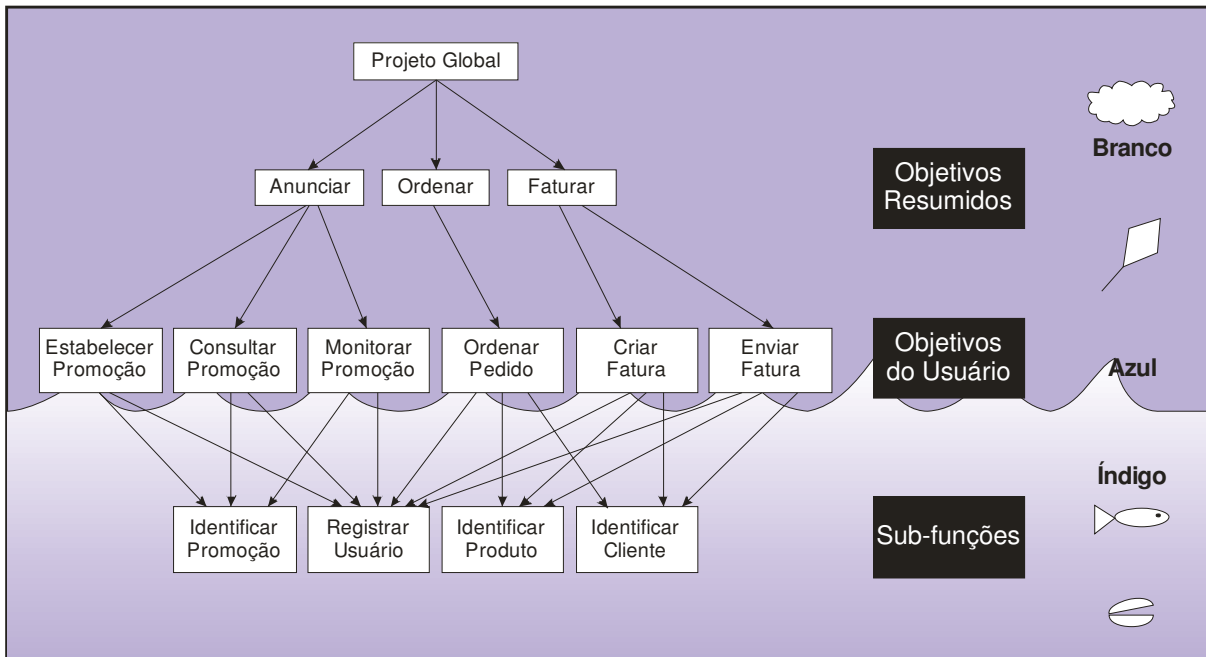 Projeto Global
Branco
Anunciar
Ordenar
Faturar
Objetivos
Resumidos
Estabelecer
Promoção
Consultar
Promoção
Monitorar
Promoção
Ordenar
Pedido
Criar
Fatura
Enviar
Fatura
Objetivos
do Usuário
Azul
Índigo
Identificar
Promoção
Registrar
Usuário
Identificar
Produto
Identificar
Cliente
Sub-funções